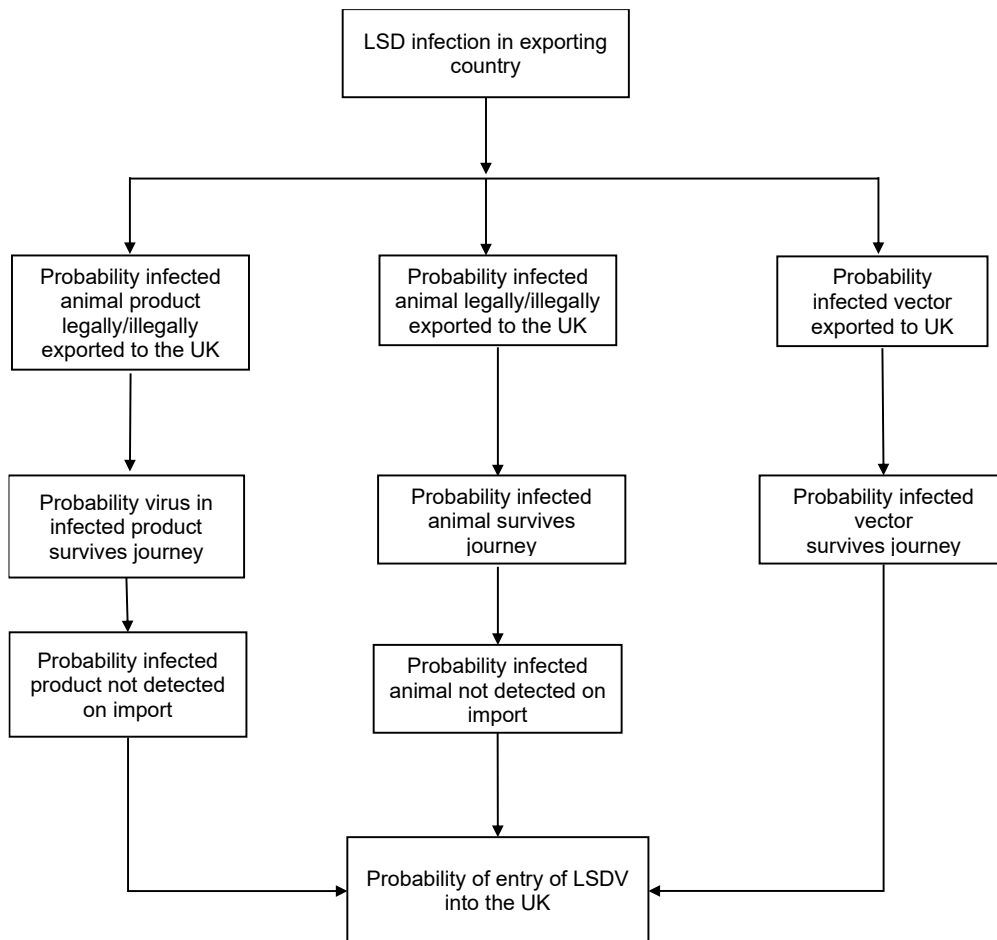 LSD infection in exporting
country
Probability infected
animal product
legally/illegally
exported to the UK
Probability infected
animal legally/illegally
exported to the UK
Probability
infected vector
exported to UK
Probability virus in
infected product
survives journey
Probability infected
animal survives
journey
Probability infected
vector
survives journey
Probability infected
product not detected
on import
Probability infected
animal not detected on
import
Probability of entry of LSDV
into the UK